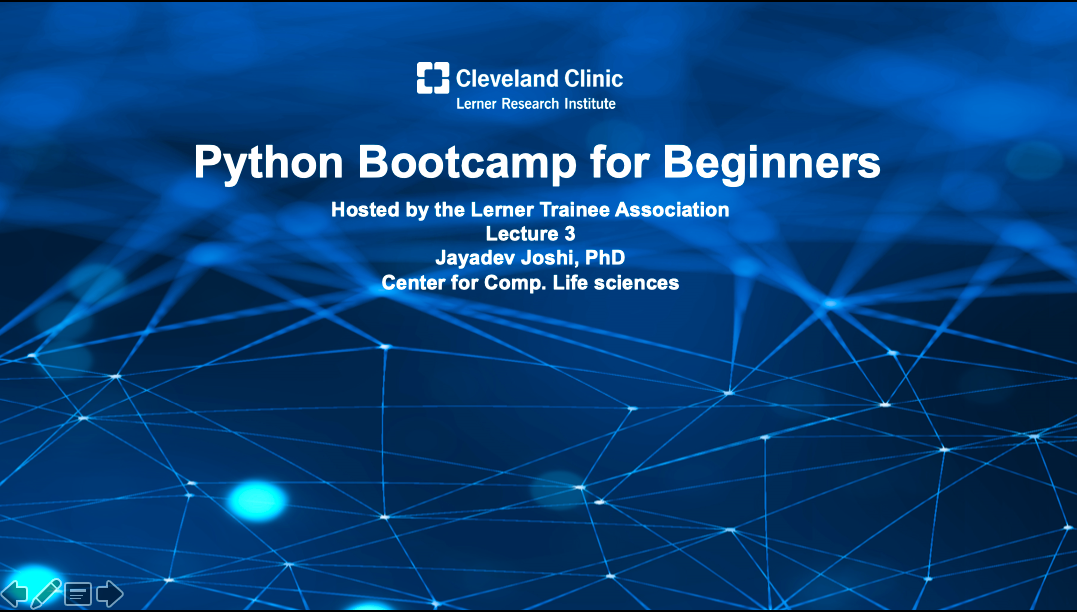 Cleveland Clinic
Lerner Research Institute
Python Bootcamp for Beginners
Hosted by the Lerner Trainee Association
Lecture 3
Jayadev Joshi, PhD
Center for Comp. Life sciences